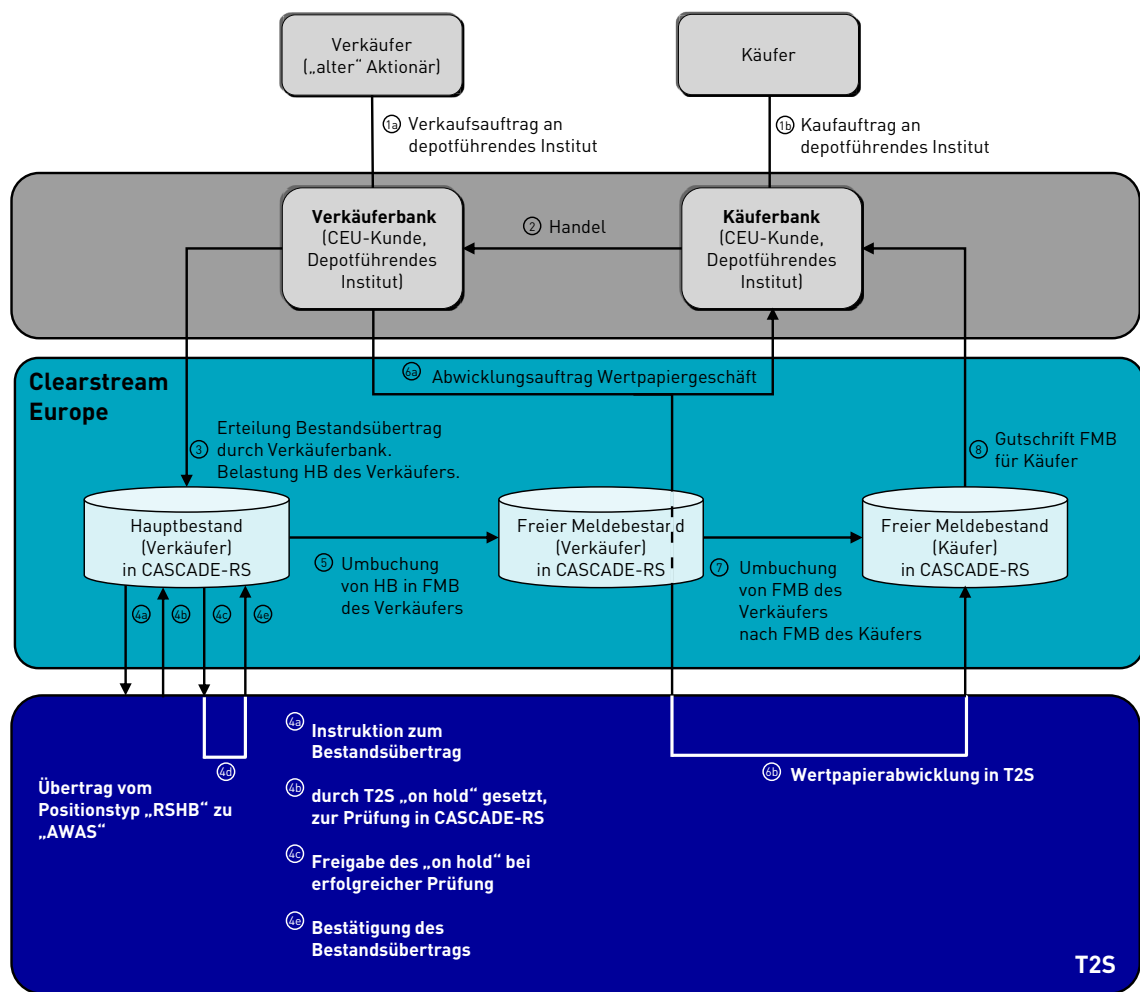 Verkäufer
(„alter“ Aktionär)
Käufer
1a Verkaufsauftrag an
depotführendes Institut
1b Kaufauftrag an
depotführendes Institut
Verkäuferbank
(CEU-Kunde,
Depotführendes
Institut)
2 Handel
Käuferbank
(CEU-Kunde,
Depotführendes
Institut)
Clearstream
Europe
6a Abwicklungsauftrag Wertpapiergeschäft
3 Erteilung Bestandsübertrag
durch Verkäuferbank.
Belastung HB des Verkäufers.
8 Gutschrift FMB
für Käufer
Hauptbestand
(Verkäufer)
in CASCADE-RS
Freier Meldebestand
(Verkäufer)
in CASCADE-RS
Freier Meldebestand
(Käufer)
in CASCADE-RS
5 Umbuchung
von HB in FMB
des Verkäufers
7 Umbuchung
von FMB des
Verkäufers
nach FMB des Käufers
4a 4b 4c 4e
4d
Übertrag vom
Positionstyp „RSHB“ zu
„AWAS“
4a Instruktion zum
Bestandsübertrag
4b durch T2S „on hold“ gesetzt,
zur Prüfung in CASCADE-RS
4c Freigabe des „on hold“ bei
erfolgreicher Prüfung
4e Bestätigung des
Bestandsübertrags
6b Wertpapierabwicklung in T2S
T2S